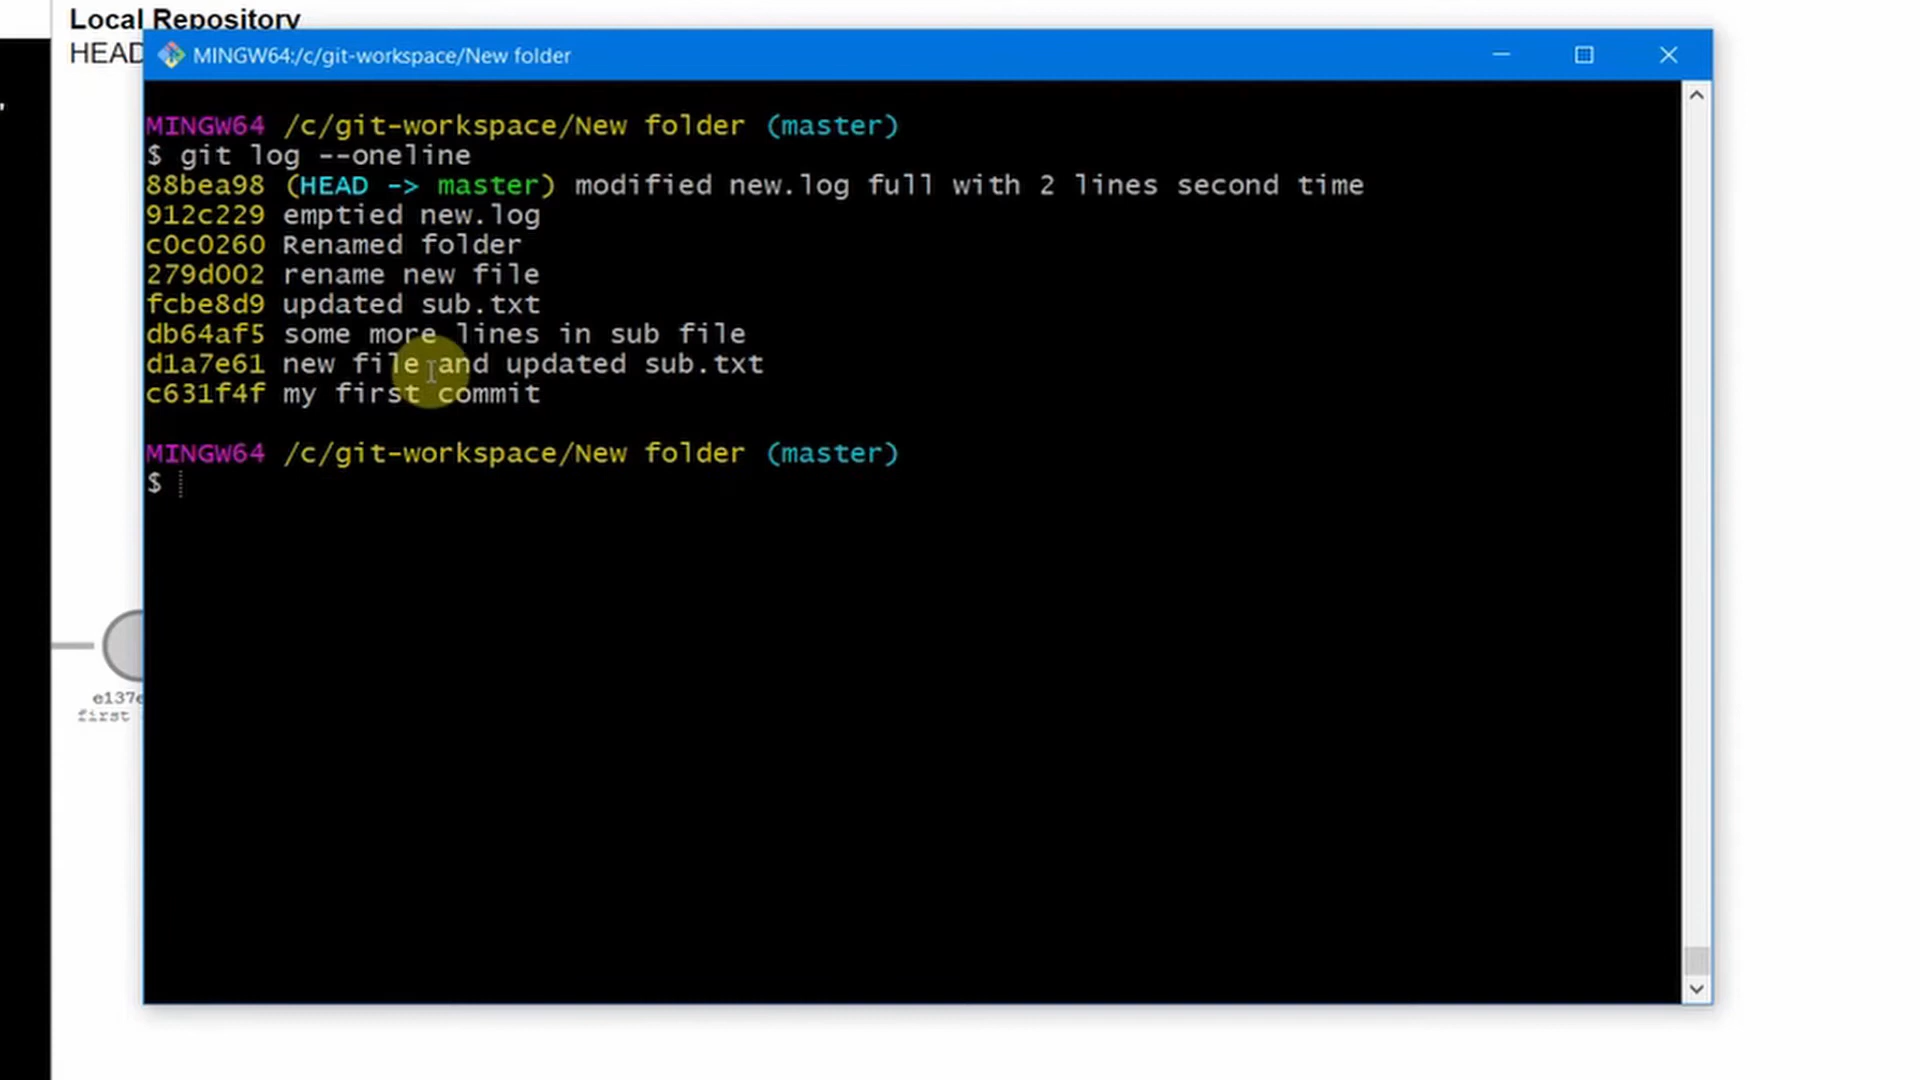 Local Repository
HEAD
MINGW64:/c/git-workspace/New folder
MINGW64 /c/git-workspace/New folder (master)
$ git log --oneline
88bea98 (HEAD -> master) modified new.log full with 2 lines second time
912c229 emptied new.log
c0c0260 Renamed folder
279d002 rename new file
fcbe8d9 updated sub.txt
db64af5 some more lines in sub file
d1a7e61 new file and updated sub.txt
c631f4f my first commit
MINGW64 /c/git-workspace/New folder (master)
$
e137e
first